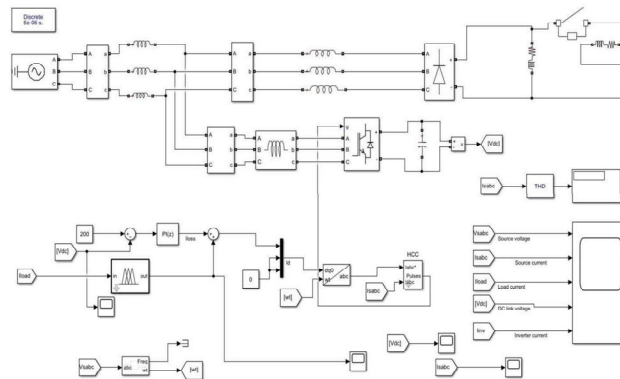 Discrete
5e-06 s.
A a A a
B b B b
C c C c
A B C
+
-
A a A a g +
B b B b A
C c C c B
C -
[Vdc]
Isabc
THD
200
PI(z)
Iloss
[Vdc]
Iload
in out
0
Id
dq0
wt
abc
[wt]
HCC
Iabc*
Pulses
Iabc
Isabc
Vsabc
Source voltage
Isabc
Source current
Iload
Load current
[Vdc]
DC link voltage
Iinv
Inverter current
[Vdc]
Isabc
Vsabc
abc
Freq
wt
[wt]